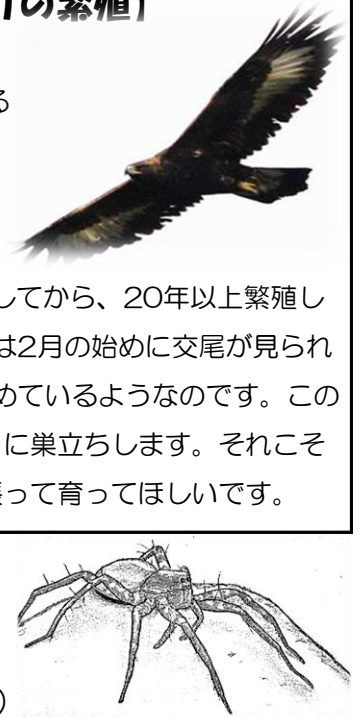 の繁殖】
る
してから、20年以上繁殖し
は2月の始めに交尾が見られ
めているようなのです。この
に巣立ちします。それこそ
って育ってほしいです。
)